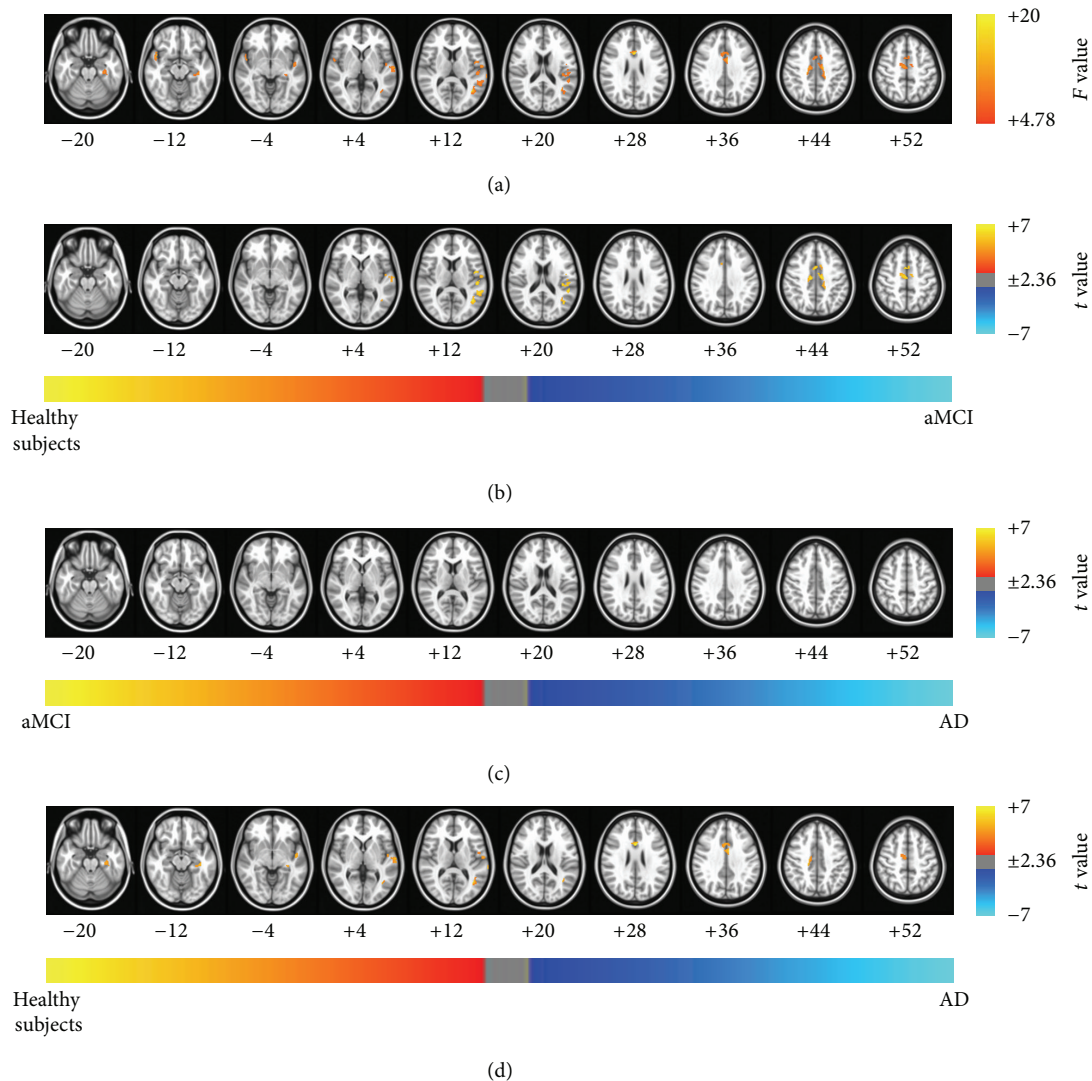 +20
+4.78
F value
−20 −12 −4 +4 +12 +20 +28 +36 +44 +52
(a)
+7
±2.36
−7
t value
−20 −12 −4 +4 +12 +20 +28 +36 +44 +52
Healthy
subjects
aMCI
(b)
+7
±2.36
−7
t value
−20 −12 −4 +4 +12 +20 +28 +36 +44 +52
aMCI
AD
(c)
+7
±2.36
−7
t value
−20 −12 −4 +4 +12 +20 +28 +36 +44 +52
Healthy
subjects
AD
(d)